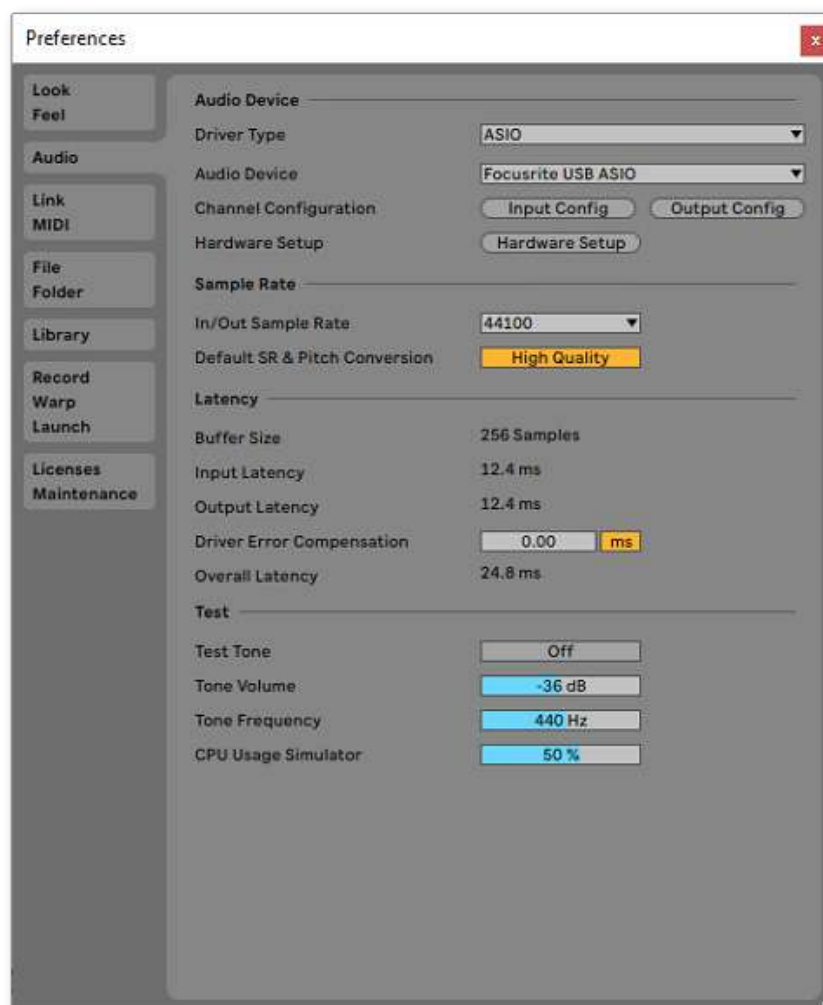 Preferences
x
Look
Feel
Audio
Link
MIDI
File
Folder
Library
Record
Warp
Launch
Licenses
Maintenance
Audio Device
Driver Type ASIO
Audio Device Focusrite USB ASIO
Channel Configuration Input Config Output Config
Hardware Setup Hardware Setup
Sample Rate
In/Out Sample Rate 44100
Default SR & Pitch Conversion High Quality
Latency
Buffer Size 256 Samples
Input Latency 12.4 ms
Output Latency 12.4 ms
Driver Error Compensation 0.00 ms
Overall Latency 24.8 ms
Test
Test Tone Off
Tone Volume -36 dB
Tone Frequency 440 Hz
CPU Usage Simulator 50 %